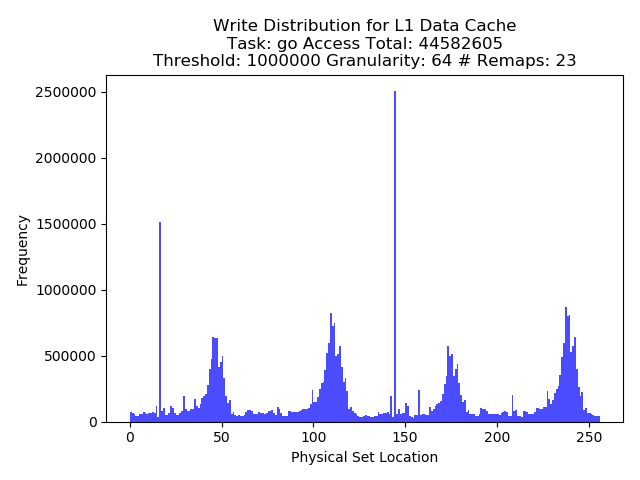 Write Distribution for L1 Data Cache
Task: go Access Total: 44582605
Threshold: 1000000 Granularity: 64 # Remaps: 23
2500000
2000000
1500000
1000000
500000
0
Frequency
0 50 100 150 200 250
Physical Set Location